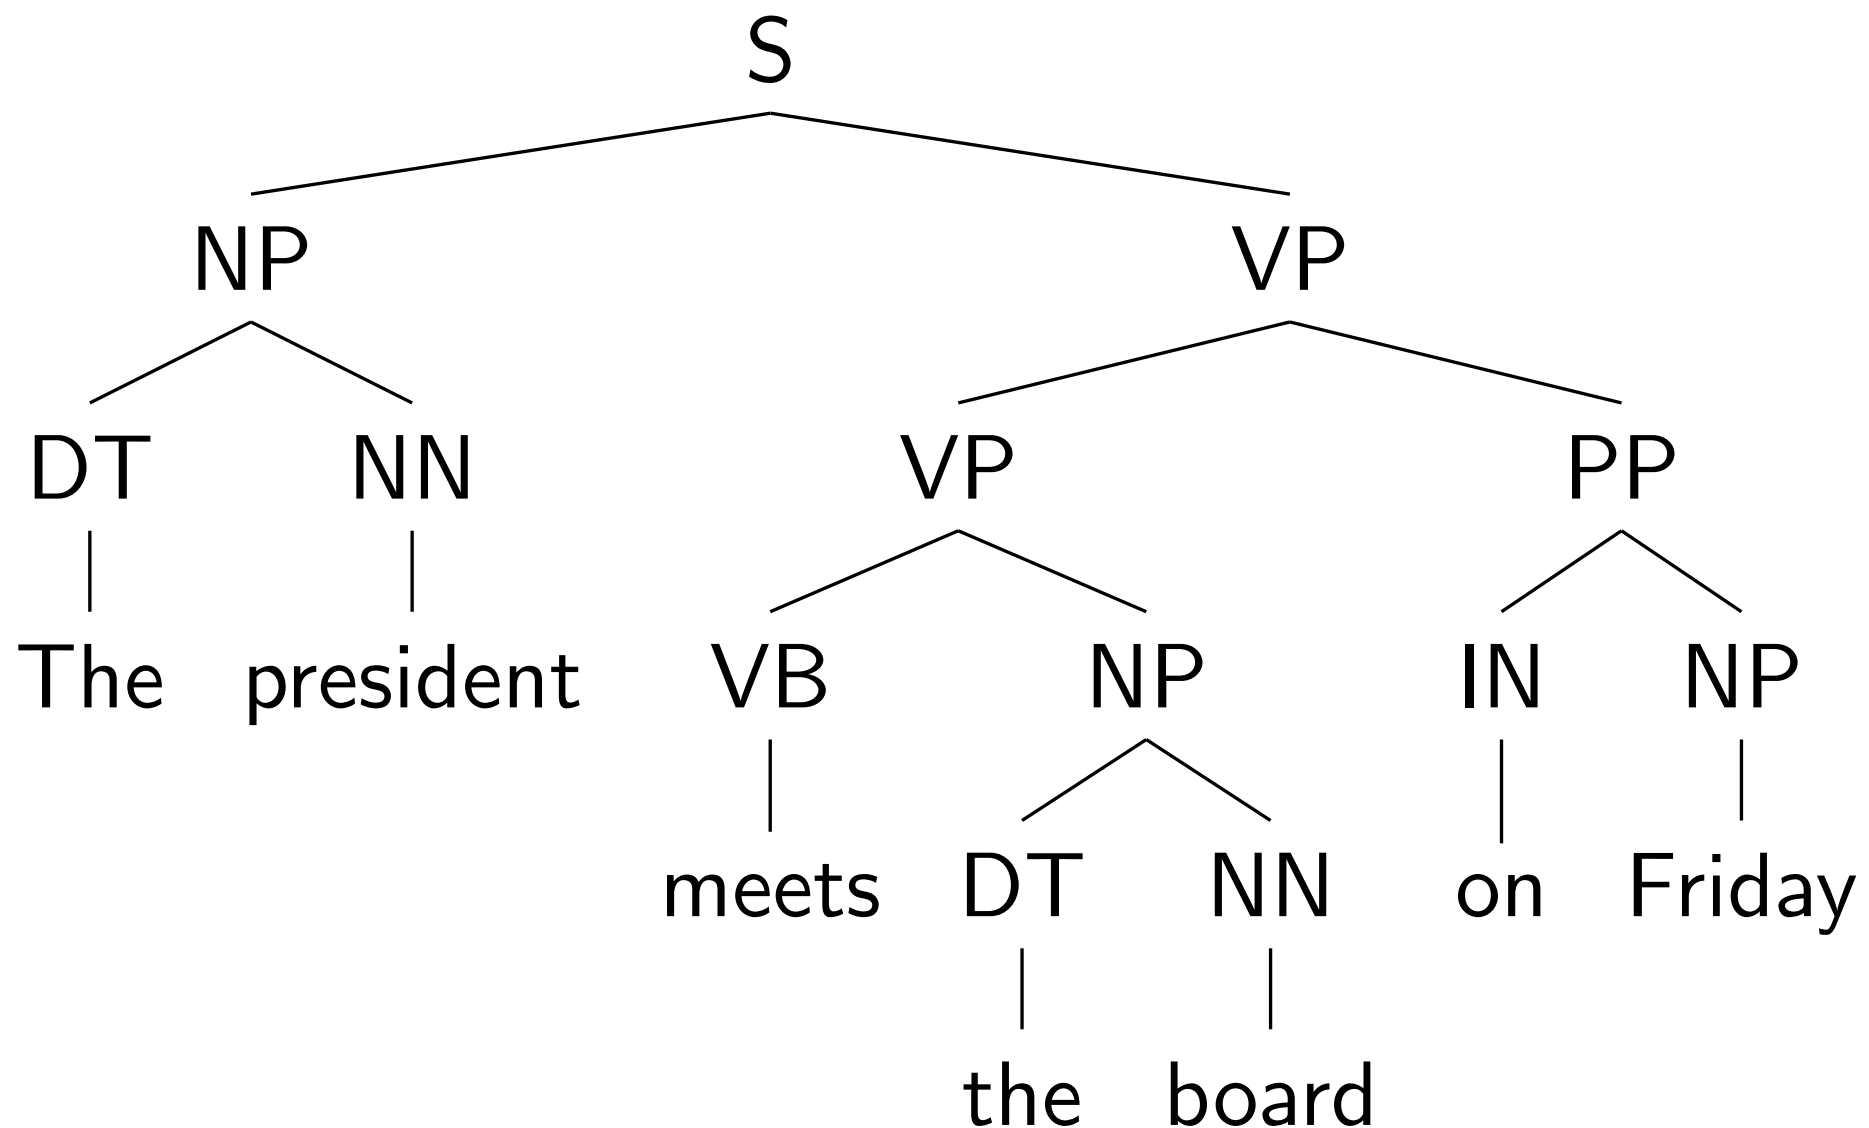 S
NP VP
DT NN VP PP
The president VB NP IN NP
meets DT NN on Friday
the board